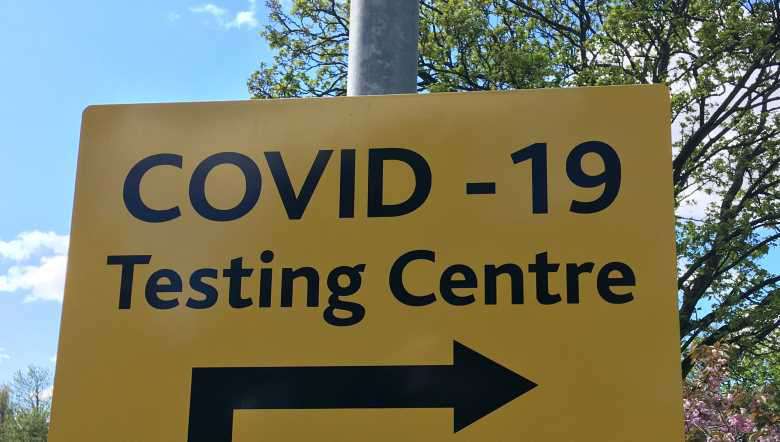 COVID -19
Testing Centre